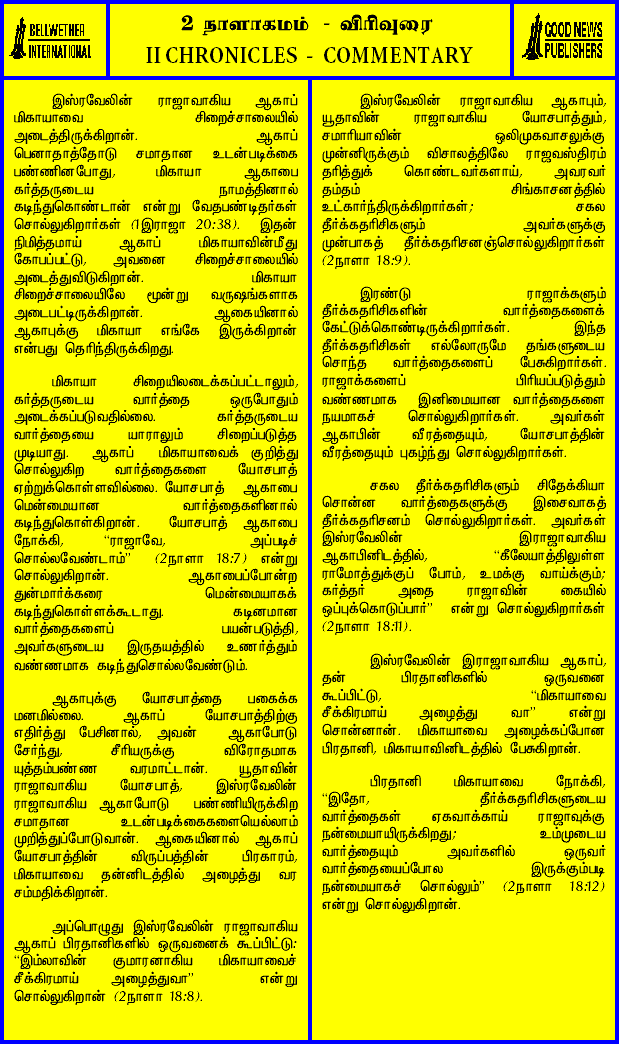 BELLWETHER
INTERNATIONAL
2 நாளாகமம் - விரிவுரை
II CHRONICLES - COMMENTARY
GOOD NEWS
PUBLISHERS
இஸ்ரவேலின் ராஜாவாகிய ஆகாப்
மிகாயாவை சிறைச்சாலையில்
அடைத்திருக்கிறான். ஆகாப்
பெனாதாத்தோடு சமாதான உடன்படிக்கை
பண்ணினபோது, மிகாயா ஆகாபை
கர்த்தருடைய நாமத்தினால்
கடிந்துகொண்டான் என்று வேதபண்டிதர்கள்
சொல்லுகிறார்கள் (1இராஜா 20:38). இதன்
நிமித்தமாய் ஆகாப் மிகாயாவின்மீது
கோபப்பட்டு, அவனை சிறைச்சாலையில்
அடைத்துவிடுகிறான். மிகாயா
சிறைச்சாலையிலே மூன்று வருஷங்களாக
அடைபட்டிருக்கிறான். ஆகையினால்
ஆகாபுக்கு மிகாயா எங்கே இருக்கிறான்
என்பது தெரிந்திருக்கிறது.
மிகாயா சிறையிலடைக்கப்பட்டாலும்,
கர்த்தருடைய வார்த்தை ஒருபோதும்
அடைக்கப்படுவதில்லை. கர்த்தருடைய
வார்த்தையை யாராலும் சிறைப்படுத்த
முடியாது. ஆகாப் மிகாயாவைக் குறித்து
சொல்லுகிற வார்த்தைகளை யோசபாத்
ஏற்றுக்கொள்ளவில்லை. யோசபாத் ஆகாபை
மென்மையான வார்த்தைகளினால்
கடிந்துகொள்கிறான். யோசபாத் ஆகாபை
நோக்கி, “ராஜாவே, அப்படிச்
சொல்லவேண்டாம்” (2நாளா 18:7) என்று
சொல்லுகிறான். ஆகாபைப்போன்ற
துன்மார்க்கரை மென்மையாகக்
கடிந்துகொள்ளக்கூடாது. கடினமான
வார்த்தைகளைப் பயன்படுத்தி,
அவர்களுடைய இருதயத்தில் உணர்த்தும்
வண்ணமாக கடிந்துசொல்லவேண்டும்.
ஆகாபுக்கு யோசபாத்தை பகைக்க
மனமில்லை. ஆகாப் யோசபாத்திற்கு
எதிர்த்து பேசினால், அவன் ஆகாபோடு
சேர்ந்து, சீரியருக்கு விரோதமாக
யுத்தம்பண்ண வரமாட்டான். யூதாவின்
ராஜாவாகிய யோசபாத், இஸ்ரவேலின்
ராஜாவாகிய ஆகாபோடு பண்ணியிருக்கிற
சமாதான உடன்படிக்கைகளையெல்லாம்
முறித்துப்போடுவான். ஆகையினால் ஆகாப்
யோசபாத்தின் விருப்பத்தின் பிரகாரம்,
மிகாயாவை தன்னிடத்தில் அழைத்து வர
சம்மதிக்கிறான்.
அப்பொழுது இஸ்ரவேலின் ராஜாவாகிய
ஆகாப் பிரதானிகளில் ஒருவனைக் கூப்பிட்டு:
“இம்லாவின் குமாரனாகிய மிகாயாவைச்
சீக்கிரமாய் அழைத்துவா” என்று
சொல்லுகிறான் (2நாளா 18:8).
இஸ்ரவேலின் ராஜாவாகிய ஆகாபும்,
யூதாவின் ராஜாவாகிய யோசபாத்தும்,
சமாரியாவின் ஒலிமுகவாசலுக்கு
முன்னிருக்கும் விசாலத்திலே ராஜவஸ்திரம்
தரித்துக் கொண்டவர்களாய், அவரவர்
தம்தம் சிங்காசனத்தில்
உட்கார்ந்திருக்கிறார்கள்; சகல
தீர்க்கதரிசிகளும் அவர்களுக்கு
முன்பாகத் தீர்க்கதரிசனஞ்சொல்லுகிறார்கள்
(2நாளா 18:9).
இரண்டு ராஜாக்களும்
தீர்க்கதரிசிகளின் வார்த்தைகளைக்
கேட்டுக்கொண்டிருக்கிறார்கள். இந்த
தீர்க்கதரிசிகள் எல்லோருமே தங்களுடைய
சொந்த வார்த்தைகளைப் பேசுகிறார்கள்.
ராஜாக்களைப் பிரியப்படுத்தும்
வண்ணமாக இனிமையான வார்த்தைகளை
நயமாகச் சொல்லுகிறார்கள். அவர்கள்
ஆகாபின் வீரத்தையும், யோசபாத்தின்
வீரத்தையும் புகழ்ந்து சொல்லுகிறார்கள்.
சகல தீர்க்கதரிசிகளும் சிதேக்கியா
சொன்ன வார்த்தைகளுக்கு இசைவாகத்
தீர்க்கதரிசனம் சொல்லுகிறார்கள். அவர்கள்
இஸ்ரவேலின் இராஜாவாகிய
ஆகாபினிடத்தில், “கீலேயாத்திலுள்ள
ராமோத்துக்குப் போம், உமக்கு வாய்க்கும்;
கர்த்தர் அதை ராஜாவின் கையில்
ஒப்புக்கொடுப்பார்” என்று சொல்லுகிறார்கள்
(2நாளா 18:11).
இஸ்ரவேலின் இராஜாவாகிய ஆகாப்,
தன் பிரதானிகளில் ஒருவனை
கூப்பிட்டு, “மிகாயாவை
சீக்கிரமாய் அழைத்து வா” என்று
சொன்னான். மிகாயாவை அழைக்கப்போன
பிரதானி, மிகாயாவினிடத்தில் பேசுகிறான்.
பிரதானி மிகாயாவை நோக்கி,
“இதோ, தீர்க்கதரிசிகளுடைய
வார்த்தைகள் ஏகவாக்காய் ராஜாவுக்கு
நன்மையாயிருக்கிறது; உம்முடைய
வார்த்தையும் அவர்களில் ஒருவர்
வார்த்தையைப்போல இருக்கும்படி
நன்மையாகச் சொல்லும்” (2நாளா 18:12)
என்று சொல்லுகிறான்.